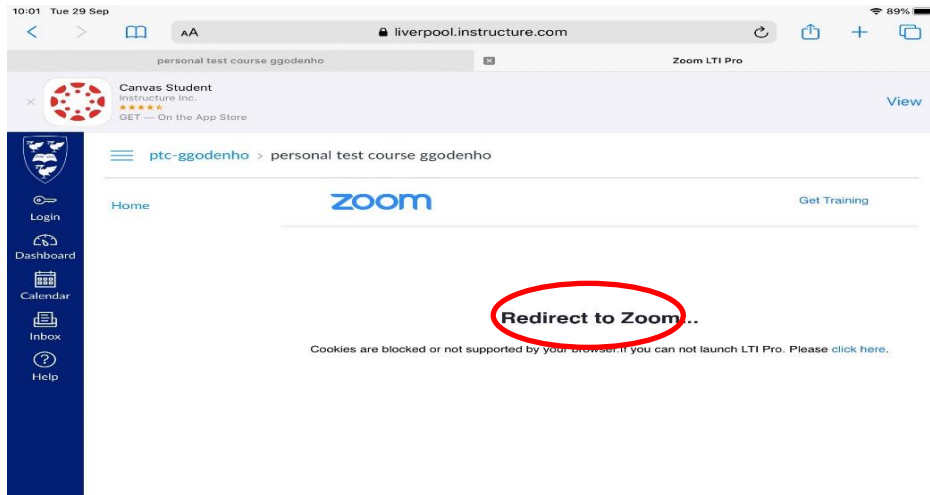 10:01 Tue 29 Sep
89%
AA
liverpool.instructure.com
personal test course ggodenho
Zoom LTI Pro
Canvas Student
Instructure Inc.
GET — On the App Store
View
ptc-ggodenho > personal test course ggodenho
Login
Dashboard
Calendar
Inbox
Help
Home
zoom
Get Training
Redirect to Zoom...
Cookies are blocked or not supported by your browser.If you can not launch LTI Pro. Please click here.